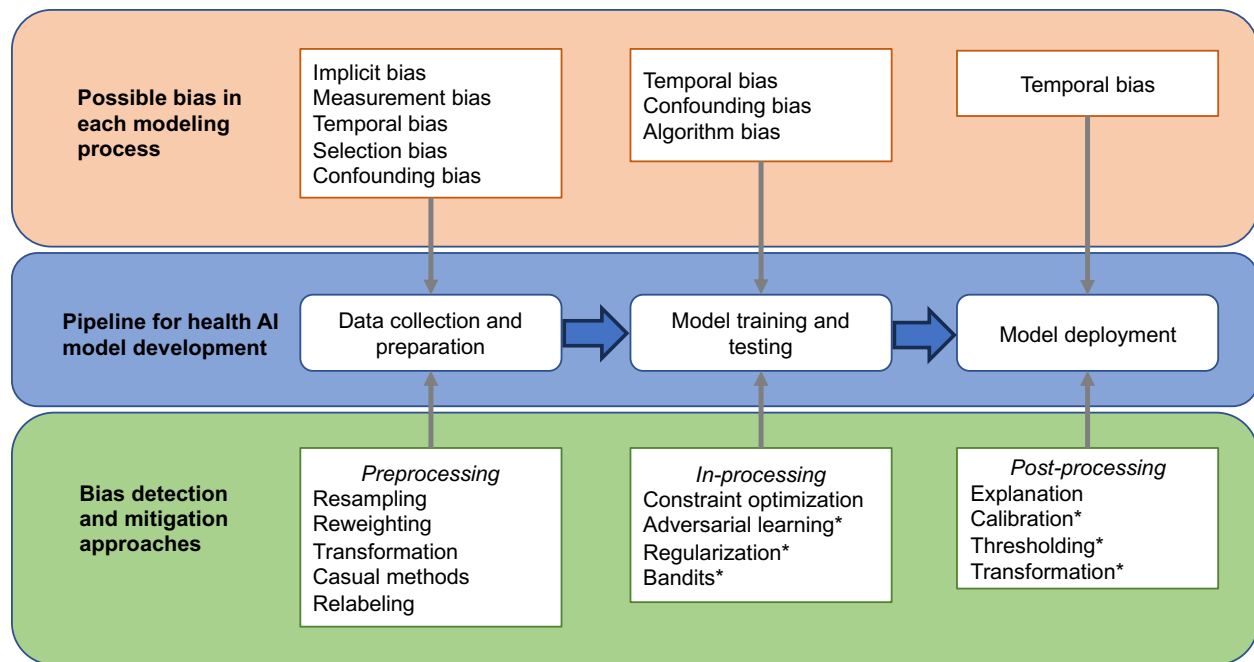 Possible bias in
each modeling
process
Implicit bias
Measurement bias
Temporal bias
Selection bias
Confounding bias
Temporal bias
Confounding bias
Algorithm bias
Temporal bias
Pipeline for health AI
model development
Data collection and
preparation
Model training and
testing
Model deployment
Bias detection
and mitigation
approaches
Preprocessing
Resampling
Reweighting
Transformation
Casual methods
Relabeling
In-processing
Constraint optimization
Adversarial learning*
Regularization*
Bandits*
Post-processing
Explanation
Calibration*
Thresholding*
Transformation*